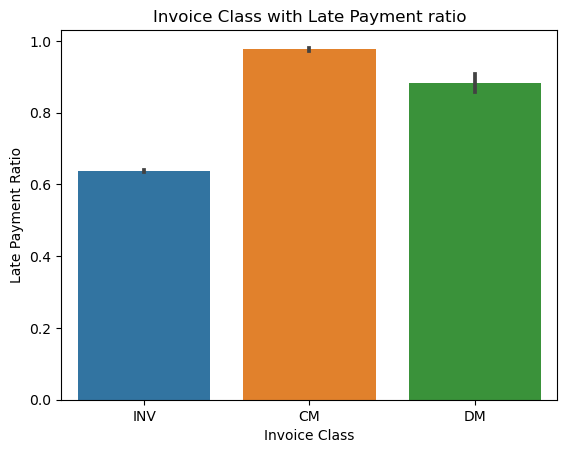 Invoice Class with Late Payment ratio
Late Payment Ratio
1.0
0.8
0.6
0.4
0.2
0.0
INV CM DM
Invoice Class